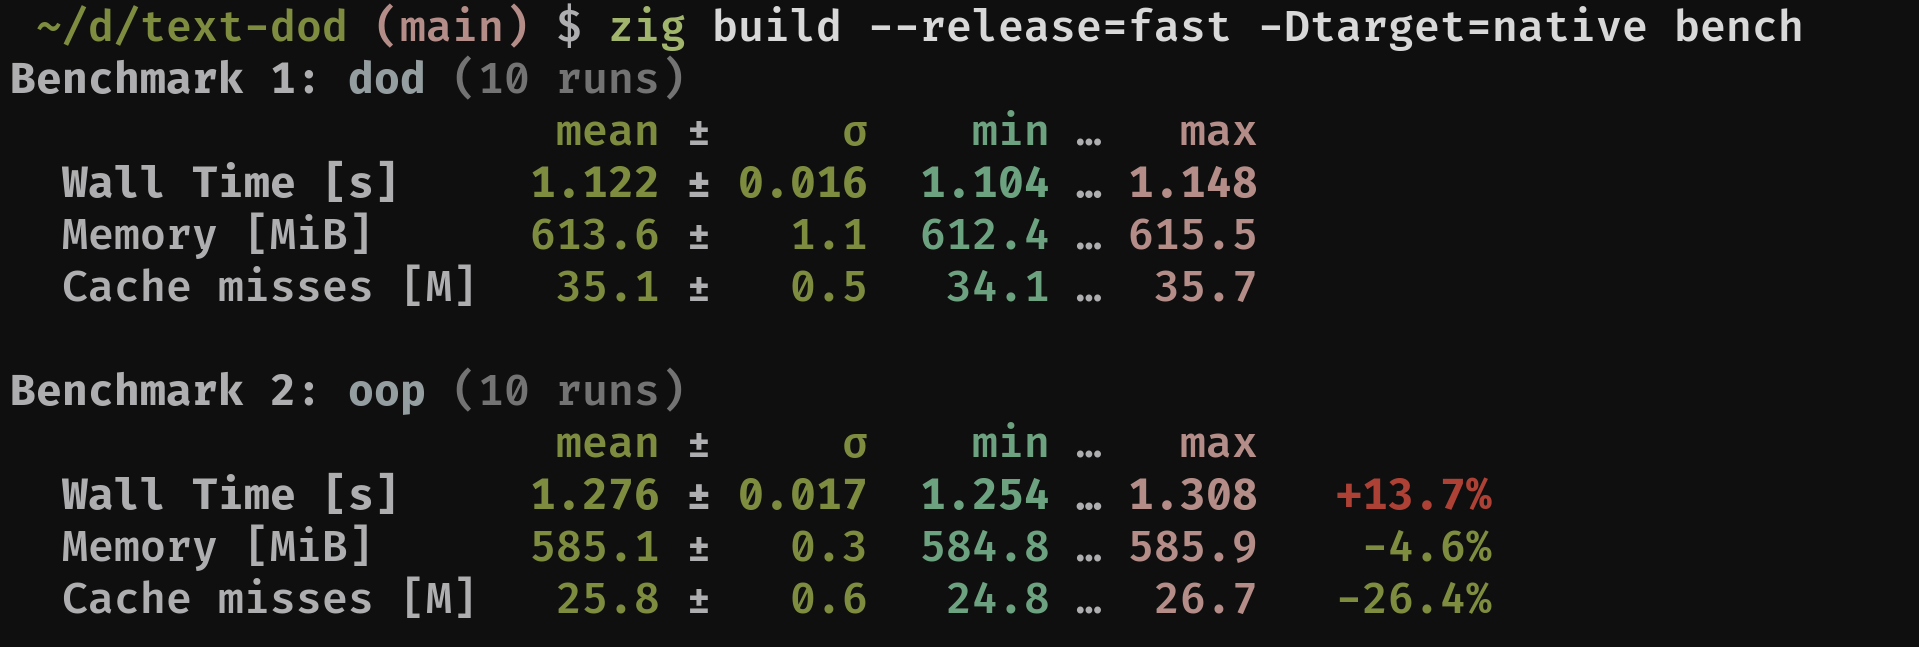 ~/d/text-dod (main) $ zig build --release=fast -Dtarget=native bench
Benchmark 1: dod (10 runs)
mean ± σ min … max
Wall Time [s] 1.122 ± 0.016 1.104 … 1.148
Memory [MiB] 613.6 ± 1.1 612.4 … 615.5
Cache misses [M] 35.1 ± 0.5 34.1 … 35.7
Benchmark 2: oop (10 runs)
mean ± σ min … max
Wall Time [s] 1.276 ± 0.017 1.254 … 1.308 +13.7%
Memory [MiB] 585.1 ± 0.3 584.8 … 585.9 -4.6%
Cache misses [M] 25.8 ± 0.6 24.8 … 26.7 -26.4%